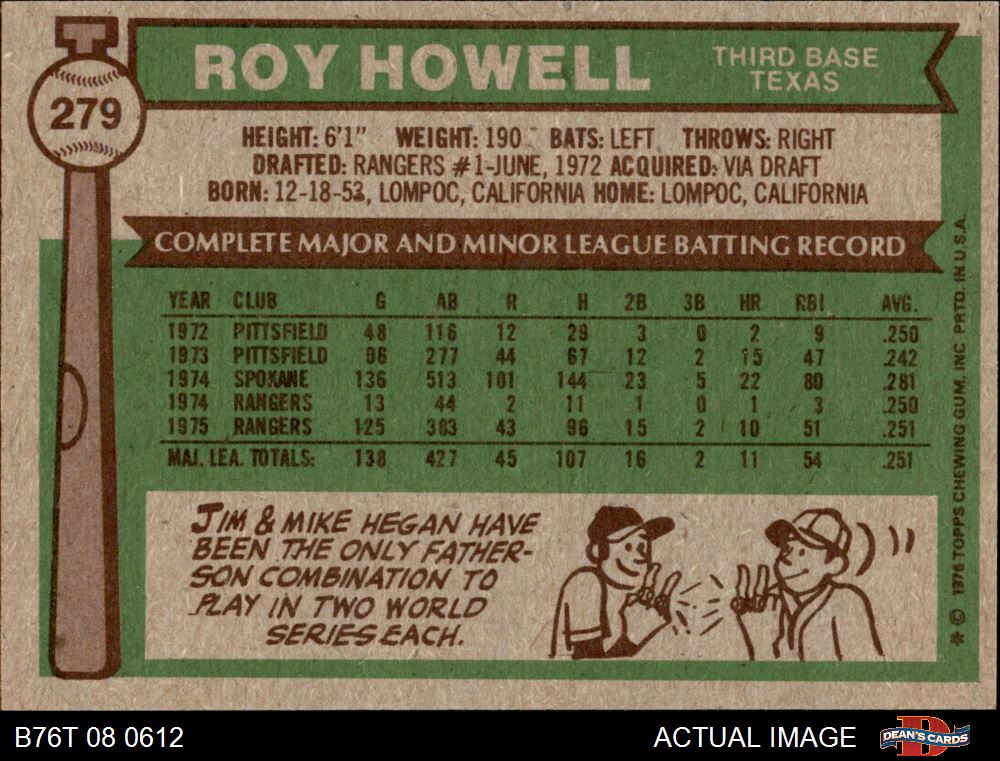 279
ROY HOWELL
THIRD BASE
TEXAS
HEIGHT: 6'1" WEIGHT: 190 BATS: LEFT THROWS: RIGHT
DRAFTED: RANGERS #1-JUNE, 1972 ACQUIRED: VIA DRAFT
BORN: 12-18-53, LOMPOC, CALIFORNIA HOME: LOMPOC, CALIFORNIA
COMPLETE MAJOR AND MINOR LEAGUE BATTING RECORD
YEAR CLUB G AB R H 2B 3B HR RBI AVG.
1972 PITTSFIELD 48 116 12 29 3 0 2 9 .250
1973 PITTSFIELD 96 277 44 67 12 2 15 47 .242
1974 SPOKANE 136 513 101 144 23 5 22 80 .281
1974 RANGERS 13 44 2 11 1 0 1 3 .250
1975 RANGERS 125 383 43 96 15 2 10 51 .251
MAJ. LEA. TOTALS: 138 427 45 107 16 2 11 54 .251
JIM & MIKE HEGAN HAVE
BEEN THE ONLY FATHER-
SON COMBINATION TO
PLAY IN TWO WORLD
SERIES EACH.
* © 1976 TOPPS CHEWING GUM, INC PRTD. IN U.S.A.
B76T 08 0612
ACTUAL IMAGE
DEAN'S CARDS